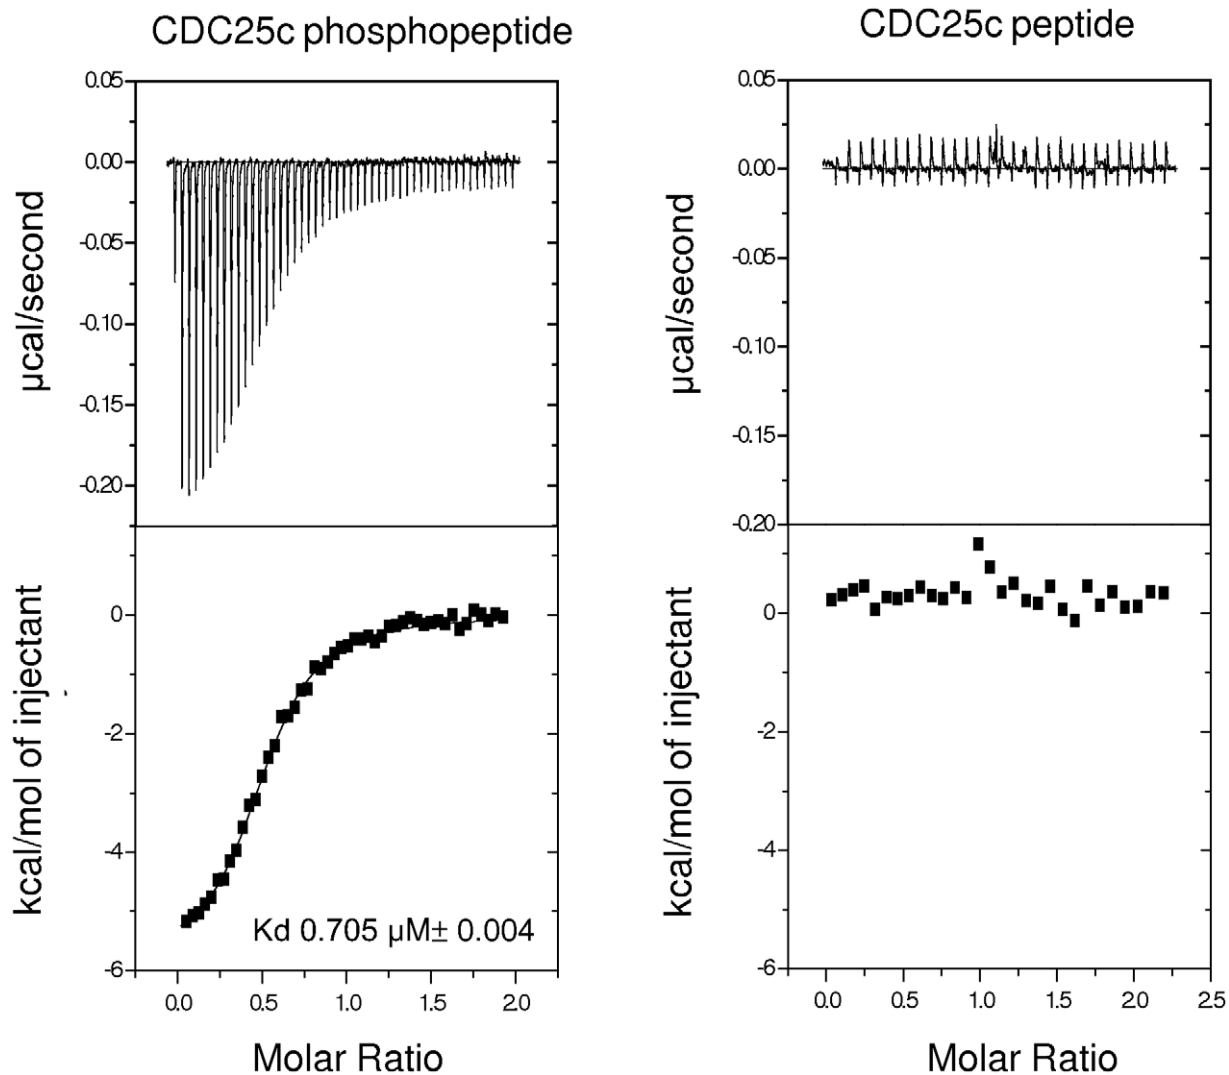 CDC25c phosphopeptide
0.05
0.00
-0.05
-0.10
-0.15
-0.20
µcal/second
0
-2
-4
-6
kcal/mol of injectant
Kd 0.705 µM± 0.004
0.0 0.5 1.0 1.5 2.0
Molar Ratio
CDC25c peptide
0.05
0.00
-0.05
-0.10
-0.15
-0.20
µcal/second
0
-2
-4
-6
kcal/mol of injectant
0.0 0.5 1.0 1.5 2.0 2.5
Molar Ratio